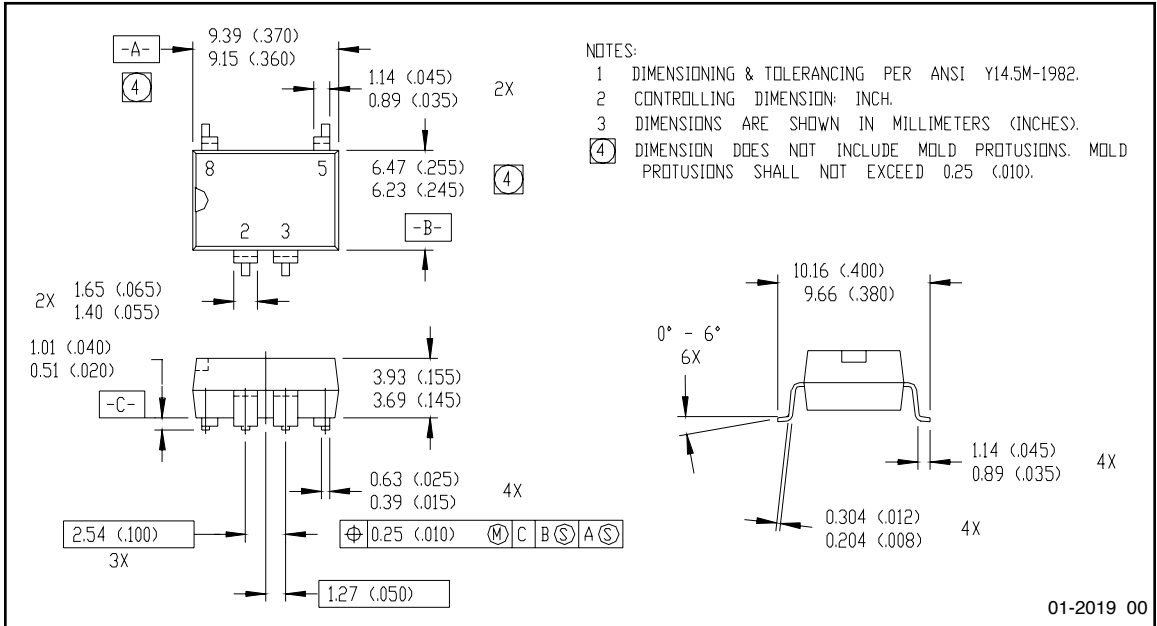 -A-
9.39 (.370)
9.15 (.360)
4
1.14 (.045)
0.89 (.035)
2X
8
5
2
3
6.47 (.255)
6.23 (.245)
4
-B-
2X
1.65 (.065)
1.40 (.055)
1.01 (.040)
0.51 (.020)
-C-
3.93 (.155)
3.69 (.145)
0.63 (.025)
0.39 (.015)
4X
2.54 (.100)
3X
⌖ 0.25 (.010) Ⓜ C B Ⓢ A Ⓢ
1.27 (.050)
NOTES:
1 DIMENSIONING & TOLERANCING PER ANSI Y14.5M-1982.
2 CONTROLLING DIMENSION: INCH.
3 DIMENSIONS ARE SHOWN IN MILLIMETERS (INCHES).
4 DIMENSION DOES NOT INCLUDE MOLD PROTUSIONS. MOLD
PROTUSIONS SHALL NOT EXCEED 0.25 (.010).
10.16 (.400)
9.66 (.380)
0° - 6°
6X
1.14 (.045)
0.89 (.035)
4X
0.304 (.012)
0.204 (.008)
4X
01-2019 00